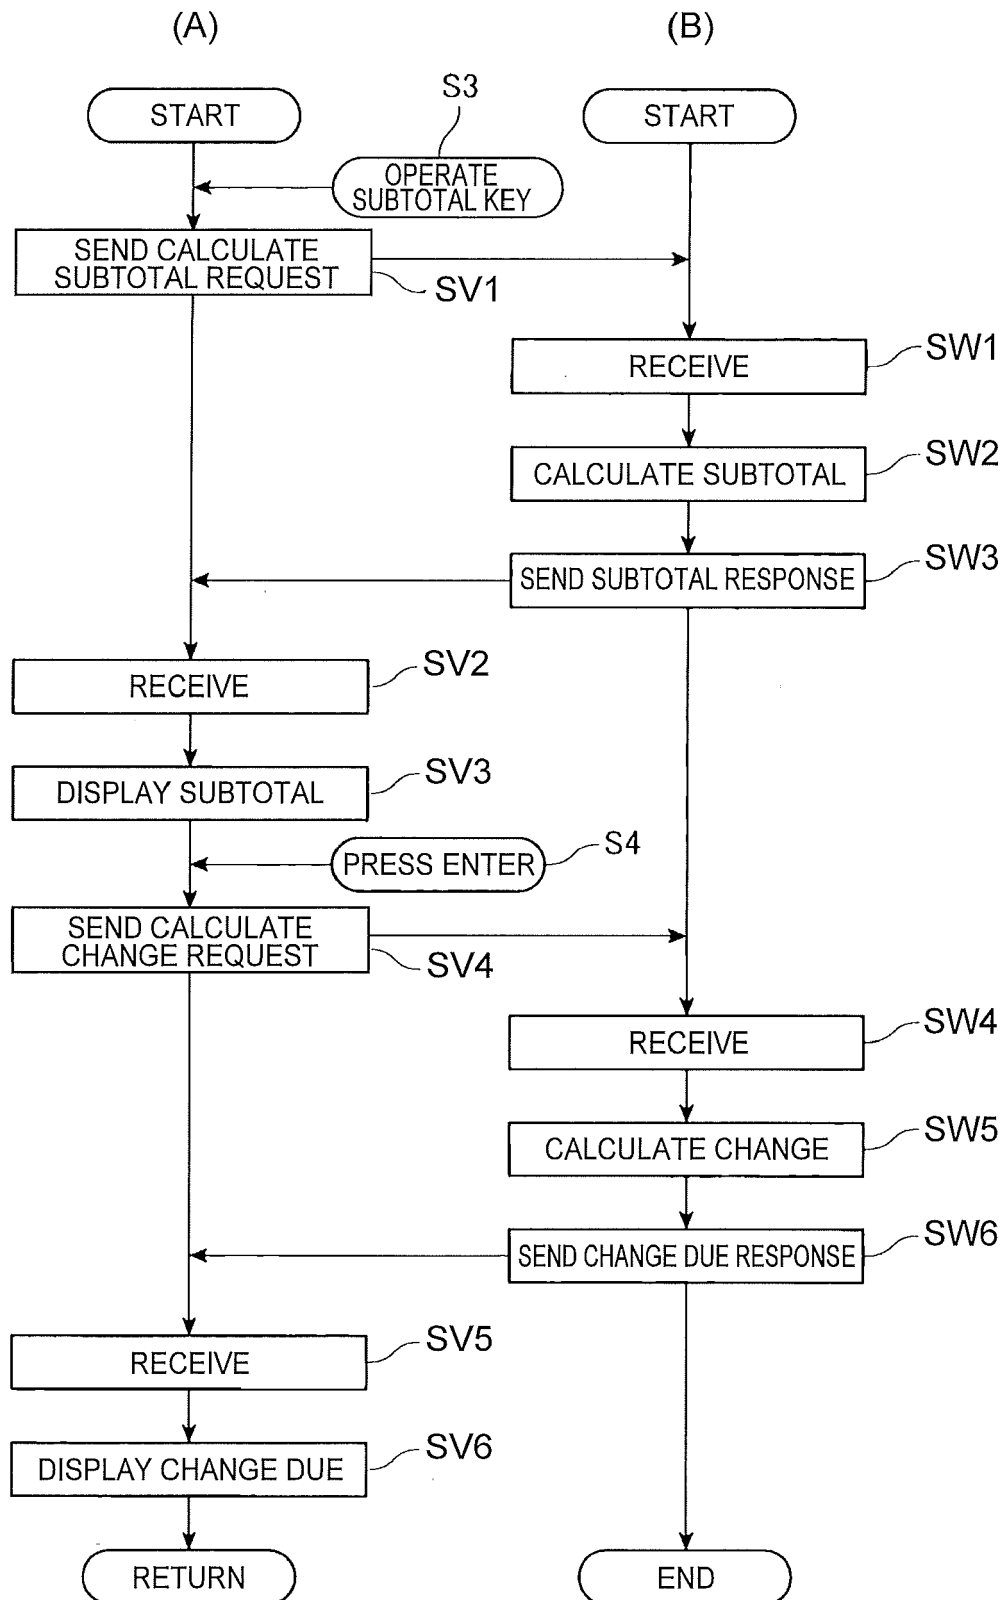 (A)
(B)
START
S3
START
OPERATE
SUBTOTAL KEY
SEND CALCULATE
SUBTOTAL REQUEST
SV1
RECEIVE
SW1
CALCULATE SUBTOTAL
SW2
SEND SUBTOTAL RESPONSE
SW3
RECEIVE
SV2
DISPLAY SUBTOTAL
SV3
PRESS ENTER
S4
SEND CALCULATE
CHANGE REQUEST
SV4
RECEIVE
SW4
CALCULATE CHANGE
SW5
SEND CHANGE DUE RESPONSE
SW6
RECEIVE
SV5
DISPLAY CHANGE DUE
SV6
RETURN
END